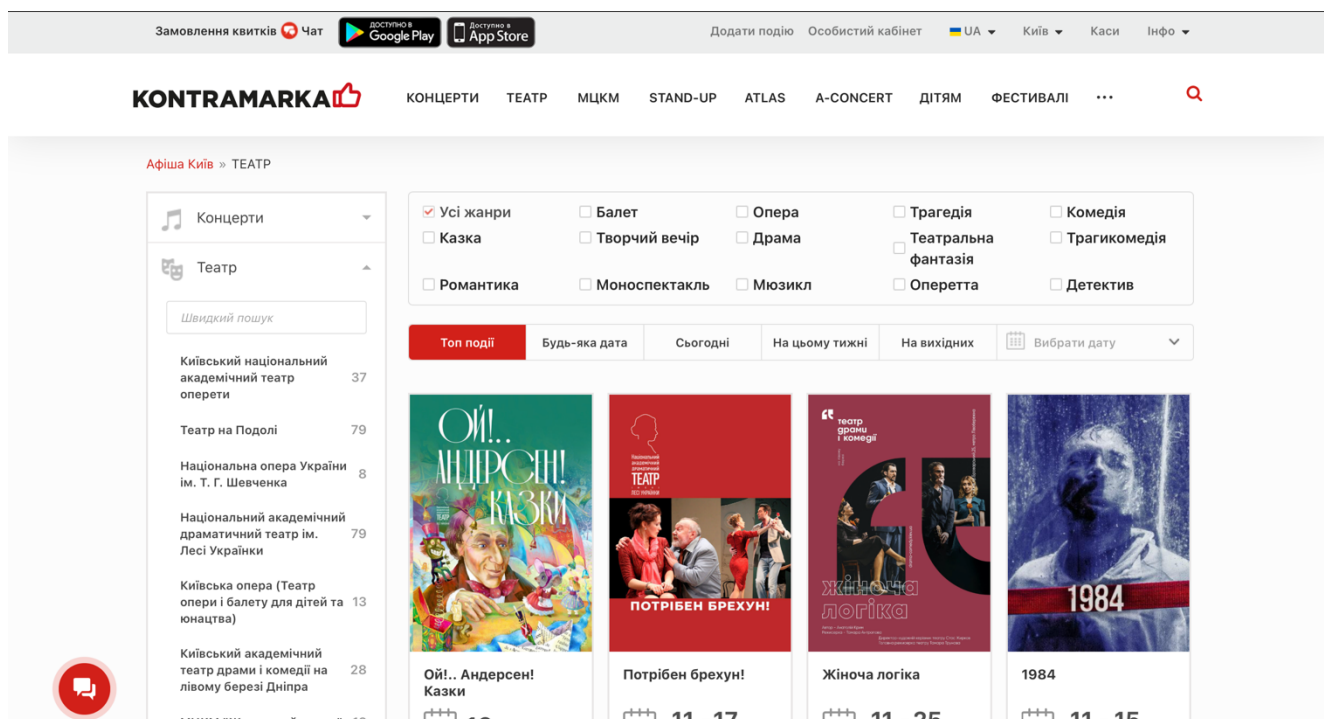 Замовлення квитків Чат
ДОСТУПНО В
Google Play
Доступно в
App Store
Додати подію Особистий кабінет UA Київ Каси Інфо
KONTRAMARKA
КОНЦЕРТИ ТЕАТР МЦКМ STAND-UP ATLAS A-CONCERT ДІТЯМ ФЕСТИВАЛІ ...
Афіша Київ » ТЕАТР
Концерти
Театр
Швидкий пошук
Київський національний
академічний театр 37
оперети
Театр на Подолі 79
Національна опера України
ім. Т. Г. Шевченка 8
Національний академічний
драматичний театр ім. 79
Лесі Українки
Київська опера (Театр
опери і балету для дітей та 13
юнацтва)
Київський академічний
театр драми і комедії на 28
лівому березі Дніпра
Усі жанри Балет Опера Трагедія Комедія
Казка Творчий вечір Драма Театральна фантазія Трагикомедія
Романтика Моноспектакль Мюзикл Оперетта Детектив
Топ події Будь-яка дата Сьогодні На цьому тижні На вихідних Вибрати дату
ОЙ!..
АНДЕРСЕН!
КАЗКИ
ТЕАТР
ПОТРІБЕН БРЕХУН!
театр
драми
і комедії
жіноча
логіка
1984
Ой!.. Андерсен!
Казки
Потрібен брехун!
Жіноча логіка
1984